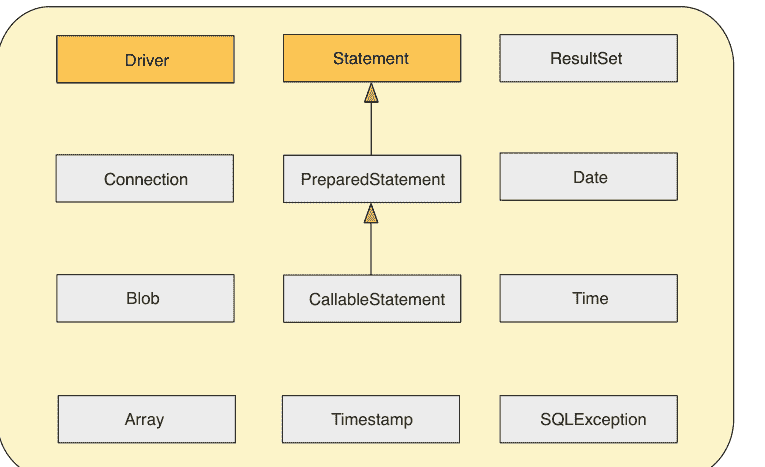 Driver
Statement
ResultSet
Connection
PreparedStatement
Date
Blob
CallableStatement
Time
Array
Timestamp
SQLException